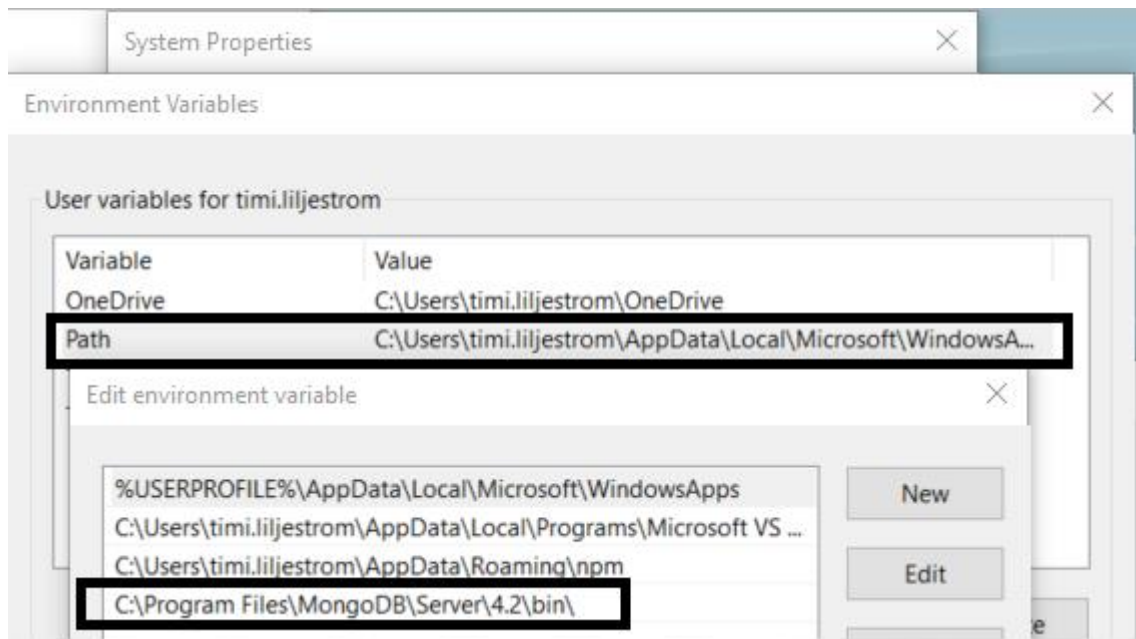 System Properties
Environment Variables
User variables for timi.liljestrom
Variable Value
OneDrive C:\Users\timi.liljestrom\OneDrive
Path C:\Users\timi.liljestrom\AppData\Local\Microsoft\WindowsA...
Edit environment variable
%USERPROFILE%\AppData\Local\Microsoft\WindowsApps New
C:\Users\timi.liljestrom\AppData\Local\Programs\Microsoft VS ...
C:\Users\timi.liljestrom\AppData\Roaming\npm Edit
C:\Program Files\MongoDB\Server\4.2\bin\